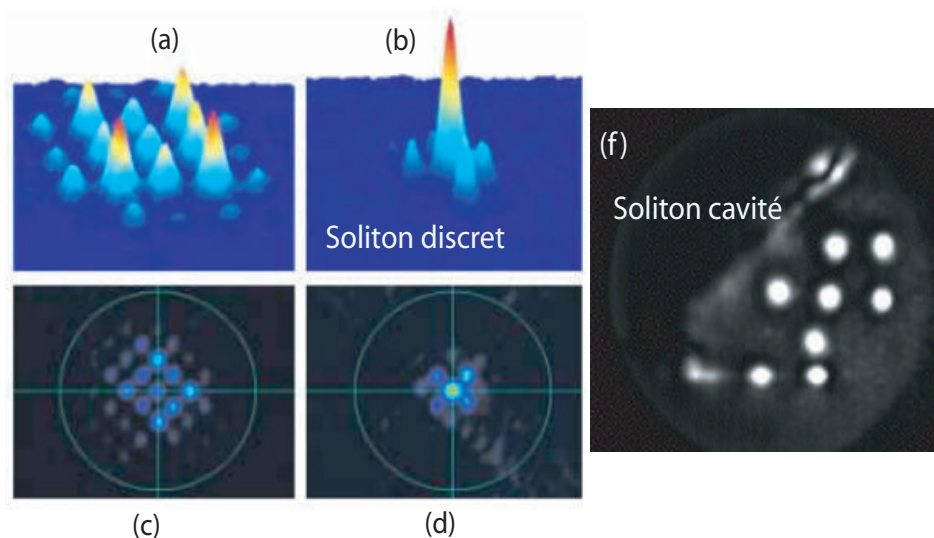 (a)
(b)
Soliton discret
(c)
(d)
(f)
Soliton cavité